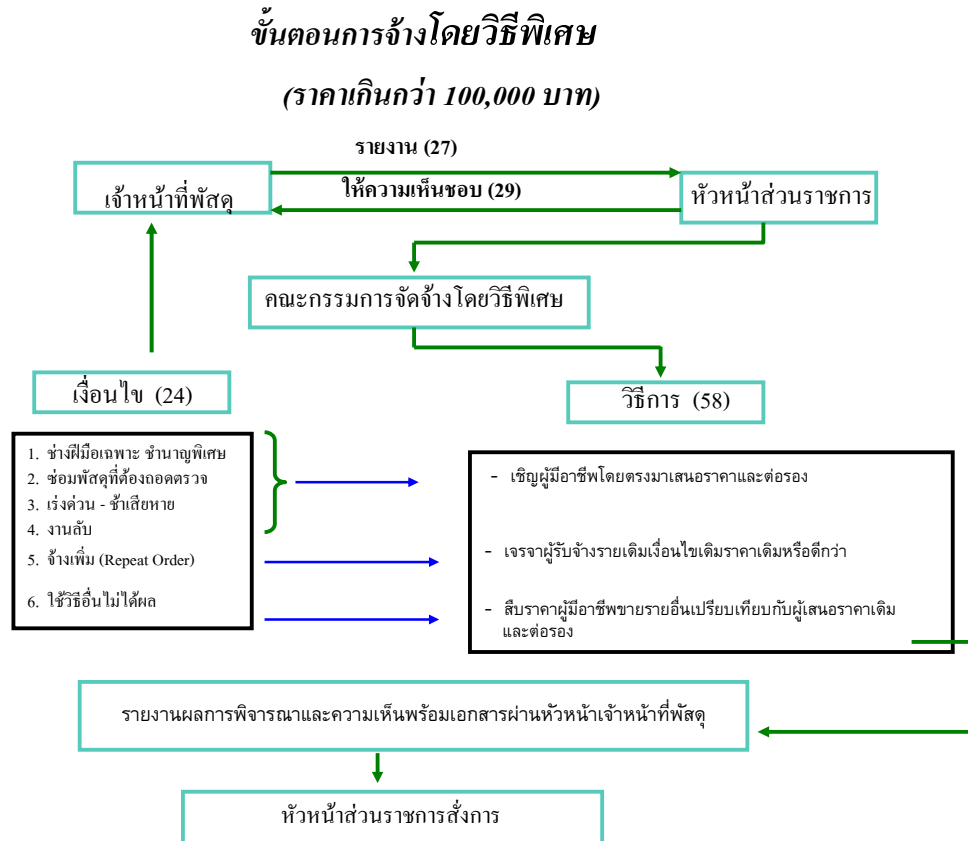 ขั้นตอนการจ้างโดยวิธีพิเศษ
(ราคาเกินกว่า 100,000 บาท)
รายงาน (27)
เจ้าหน้าที่พัสดุ
ให้ความเห็นชอบ (29)
หัวหน้าส่วนราชการ
คณะกรรมการจัดจ้างโดยวิธีพิเศษ
เงื่อนไข (24)
วิธีการ (58)
1. ช่างฝีมือเฉพาะ ชำนาญพิเศษ
2. ซ่อมพัสดุที่ต้องถอดตรวจ
3. เร่งด่วน - ช้าเสียหาย
4. งานลับ
5. จ้างเพิ่ม (Repeat Order)
6. ใช้วิธีอื่นไม่ได้ผล
- เชิญผู้มีอาชีพโดยตรงมาเสนอราคาและต่อรอง
- เจรจาผู้รับจ้างรายเดิมเงื่อนไขเดิมราคาเดิมหรือดีกว่า
- สืบราคาผู้มีอาชีพขายรายอื่นเปรียบเทียบกับผู้เสนอราคาเดิม
และต่อรอง
รายงานผลการพิจารณาและความเห็นพร้อมเอกสารผ่านหัวหน้าเจ้าหน้าที่พัสดุ
หัวหน้าส่วนราชการสั่งการ